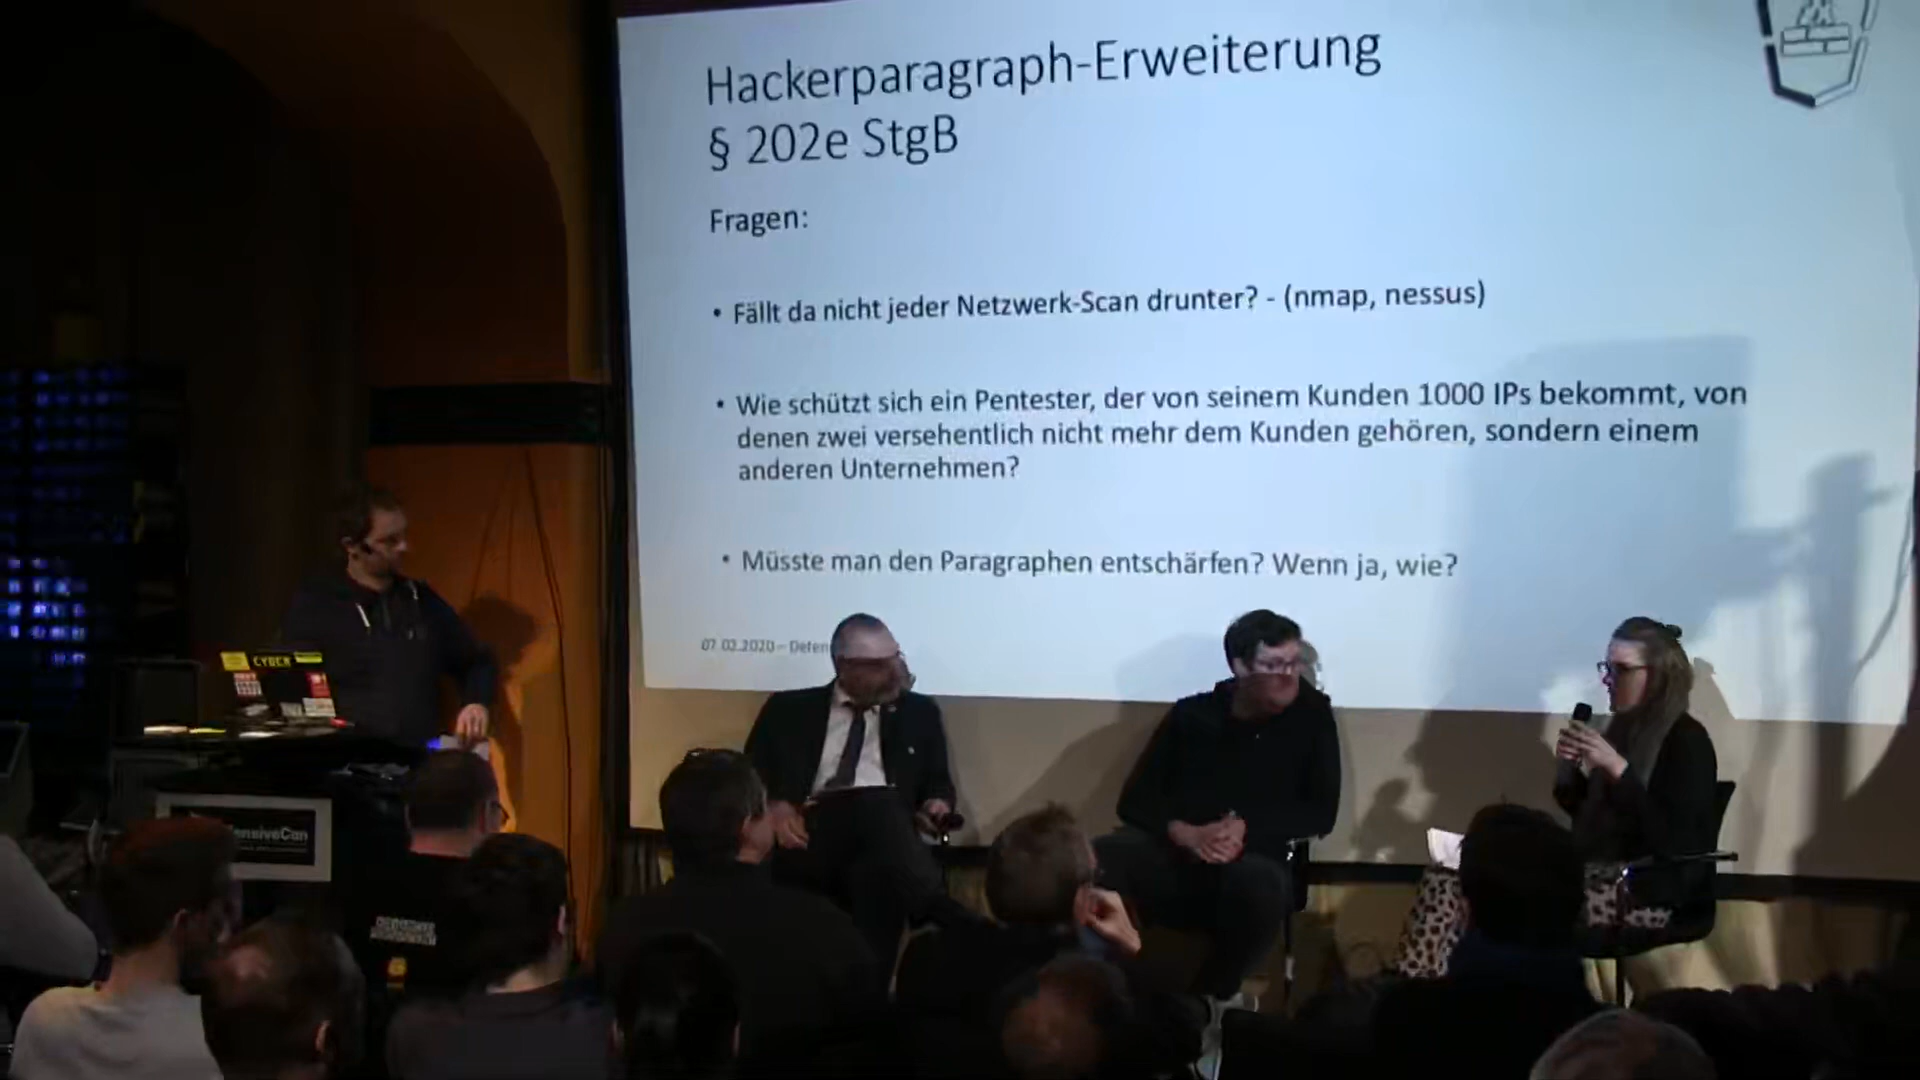 Hackerparagraph-Erweiterung
§ 202e StgB
Fragen:
• Fällt da nicht jeder Netzwerk-Scan drunter? - (nmap, nessus)
• Wie schützt sich ein Pentester, der von seinem Kunden 1000 IPs bekommt, von
denen zwei versehentlich nicht mehr dem Kunden gehören, sondern einem
anderen Unternehmen?
• Müsste man den Paragraphen entschärfen? Wenn ja, wie?
07.02.2020 – Defen
CYBER
ensiveCon